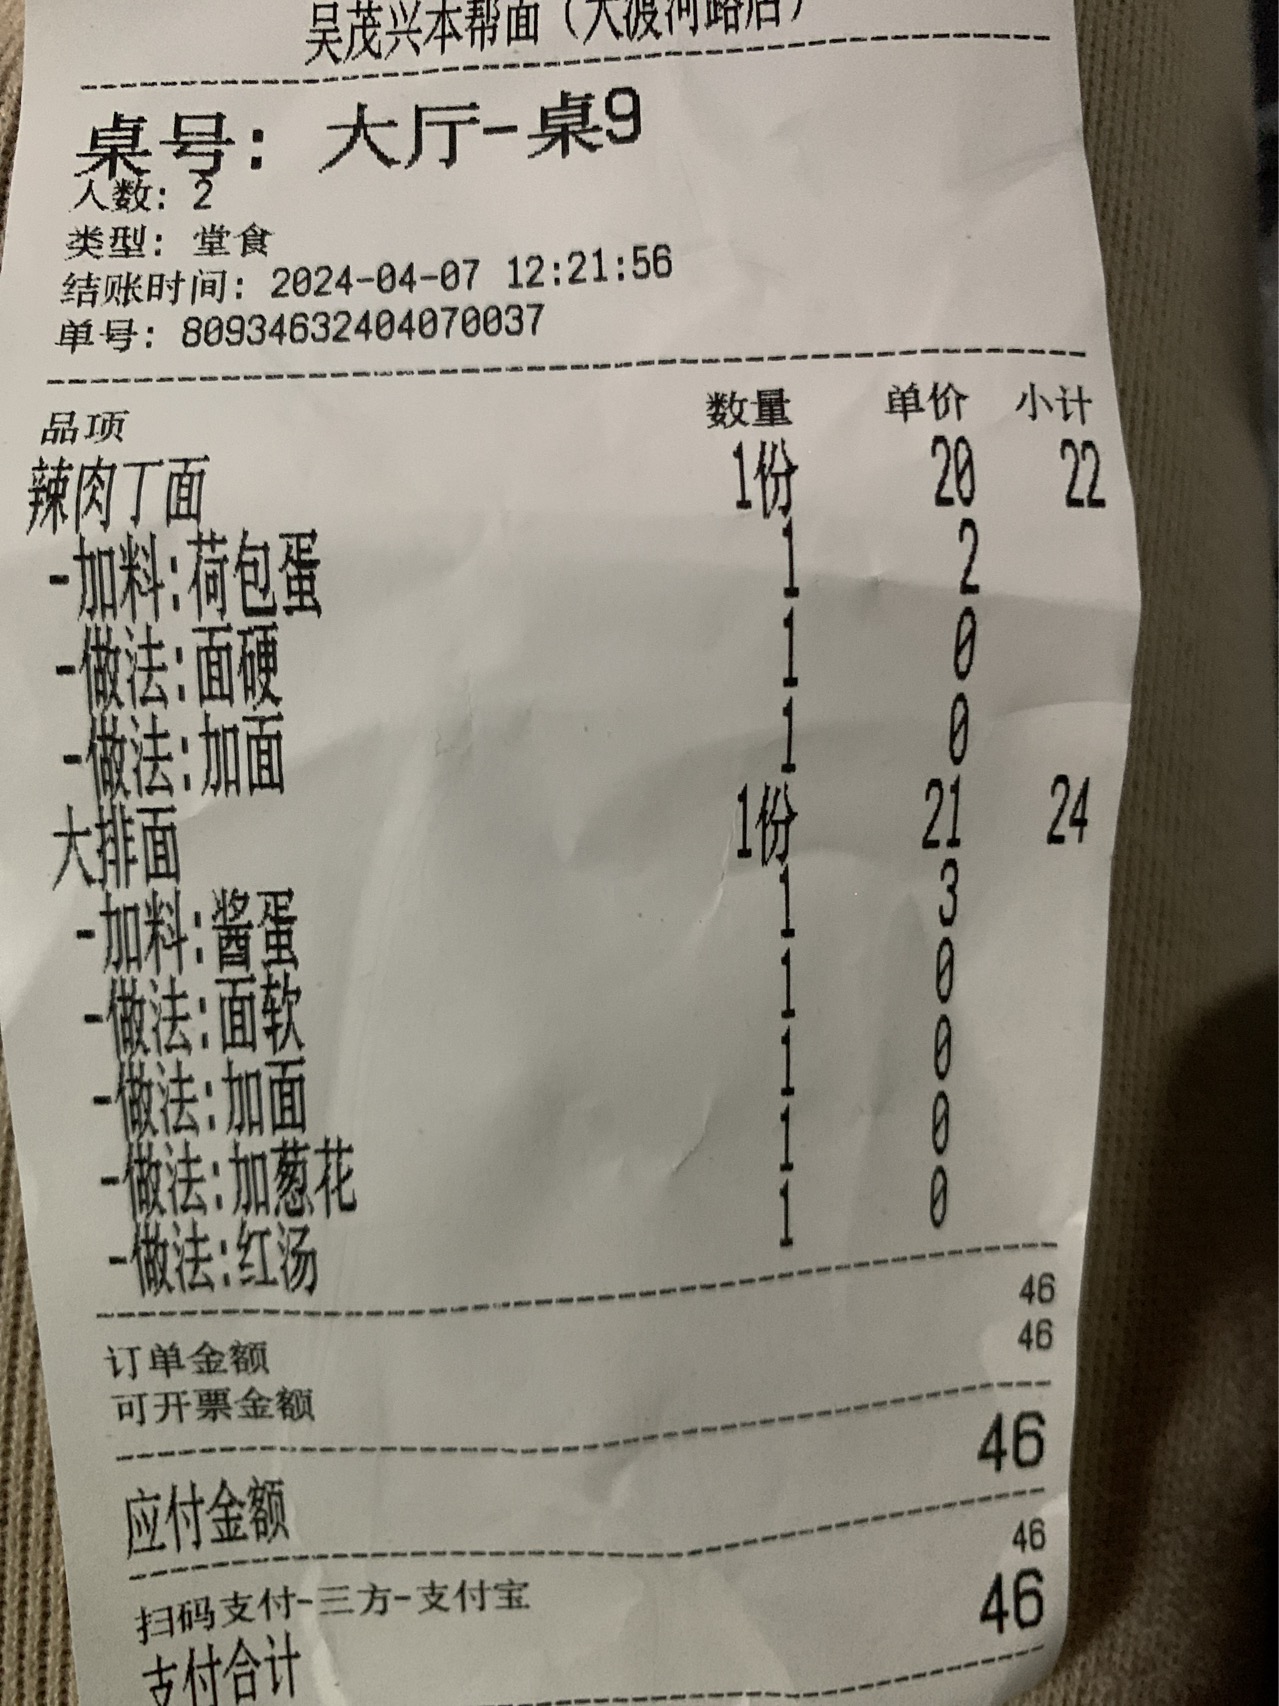 吴茂兴本帮面（大渡河路店）
桌号: 大厅-桌9
人数: 2
类型: 堂食
结账时间: 2024-04-07 12:21:56
单号: 80934632404070037
品项 数量 单价 小计
辣肉丁面 1份 20 22
-加料:荷包蛋 1 2
-做法:面硬 1 0
-做法:加面 1 0
大排面 1份 21 24
-加料:酱蛋 1 3
-做法:面软 1 0
-做法:加面 1 0
-做法:加葱花 1 0
-做法:红汤 1 0
订单金额 46
可开票金额 46
应付金额 46
扫码支付-三方-支付宝 46
支付合计 46